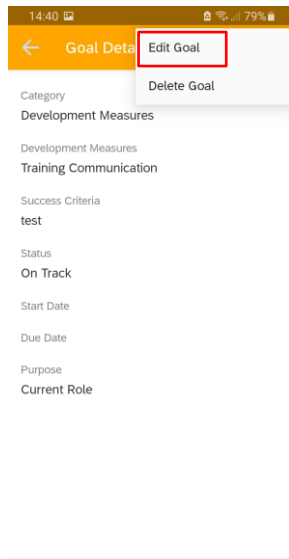 14:40 79%
Goal Deta
Edit Goal
Delete Goal
Category
Development Measures
Development Measures
Training Communication
Success Criteria
test
Status
On Track
Start Date
Due Date
Purpose
Current Role